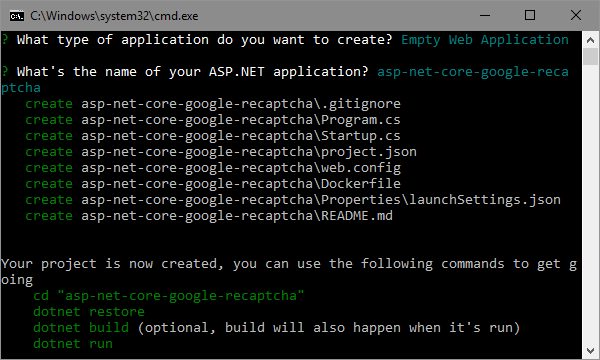 C:\Windows\system32\cmd.exe
? What type of application do you want to create? Empty Web Application
? What's the name of your ASP.NET application? asp-net-core-google-reca
ptcha
create asp-net-core-google-recaptcha\.gitignore
create asp-net-core-google-recaptcha\Program.cs
create asp-net-core-google-recaptcha\Startup.cs
create asp-net-core-google-recaptcha\project.json
create asp-net-core-google-recaptcha\web.config
create asp-net-core-google-recaptcha\Dockerfile
create asp-net-core-google-recaptcha\Properties\launchSettings.json
create asp-net-core-google-recaptcha\README.md
Your project is now created, you can use the following commands to get g
oing
cd "asp-net-core-google-recaptcha"
dotnet restore
dotnet build (optional, build will also happen when it's run)
dotnet run